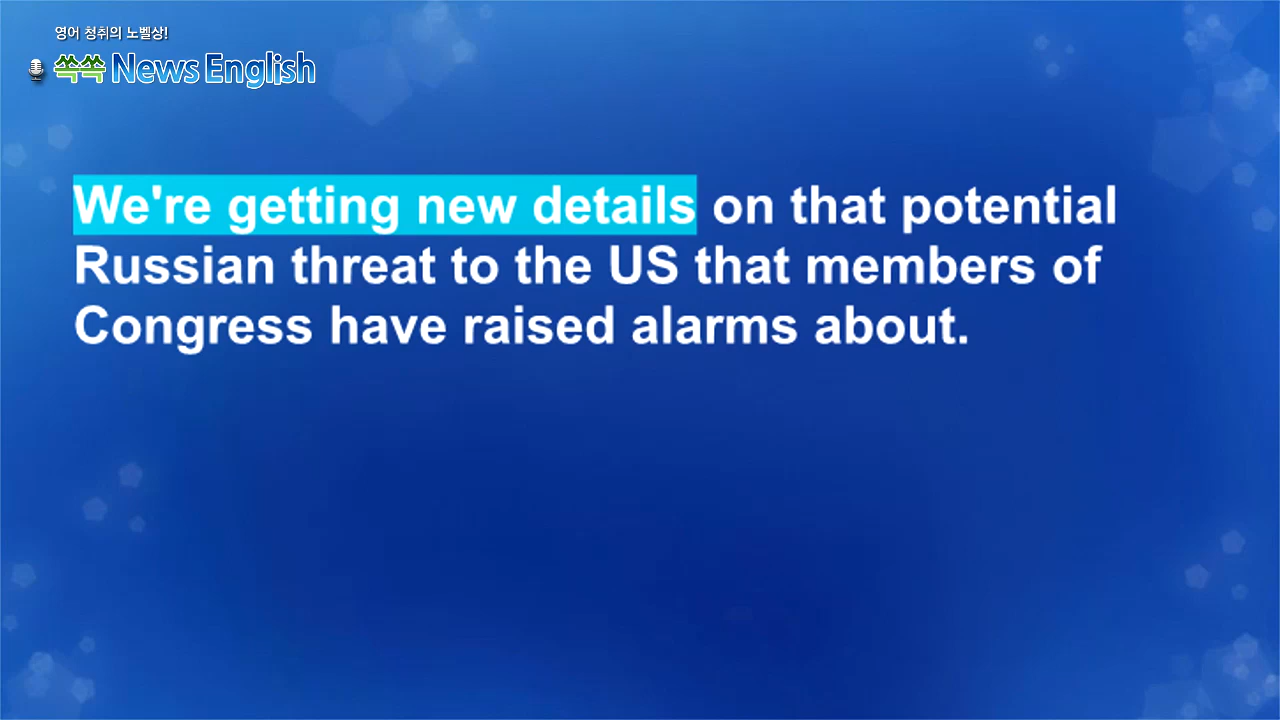 영어 청취의 노벨상!
쏙쏙 News English
We're getting new details on that potential
Russian threat to the US that members of
Congress have raised alarms about.